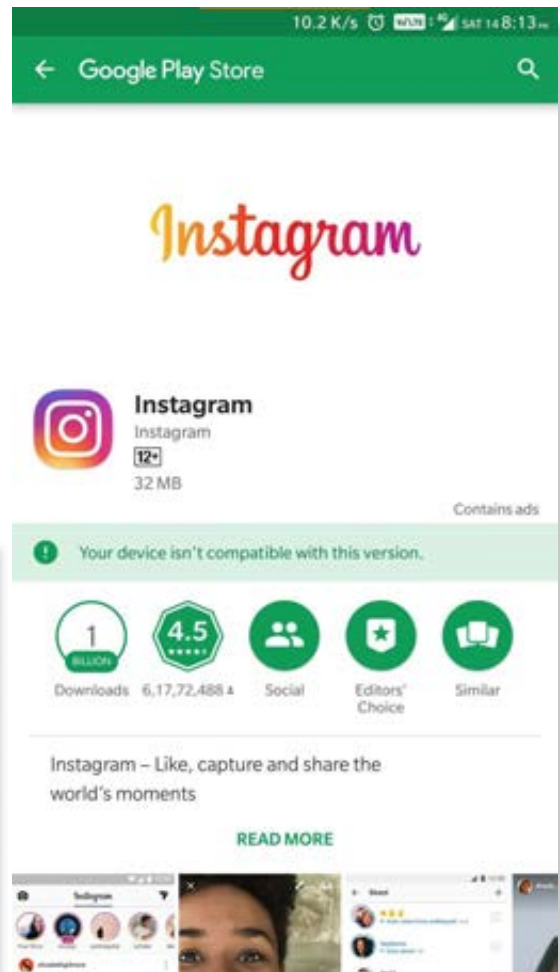 10.2 K/s 4G SAT 14 8:13
Google Play Store
Instagram
Instagram
Instagram
12+
32 MB
Contains ads
Your device isn't compatible with this version.
1
BILLION
4.5
Downloads 6,17,72,488 Social Editors' Choice Similar
Instagram – Like, capture and share the
world's moments
READ MORE
Instagram